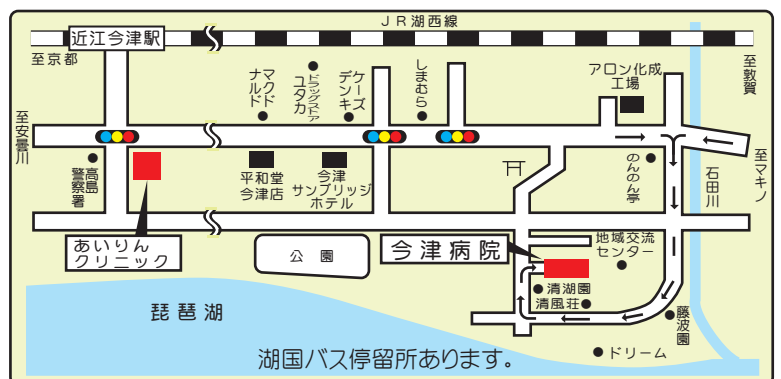 JR湖西線
近江今津駅
至京都
至敦賀
マクド
ナルド
ドラッグストア
ユタカ
ケーズ
デンキ
しまむら
アロン化成
工場
至安曇川
高島
警察署
平和堂
今津店
今津
サンブリッジ
ホテル
のんのん亭
石田川
至マキノ
あいりん
クリニック
公園
今津病院
地域交流
センター
清湖園
清風荘
藤波園
琵琶湖
ドリーム
湖国バス停留所あります。